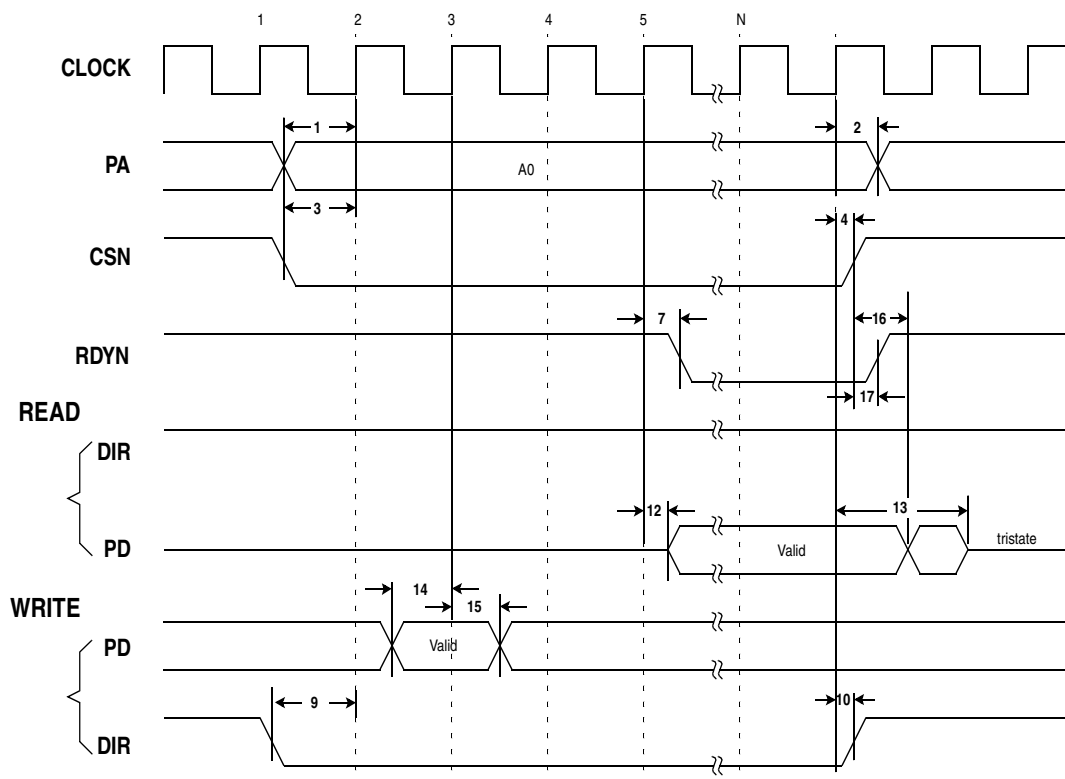 1 2 3 4 5 N
CLOCK
1 2
PA
A0
3
4
CSN
7 16
RDYN
17
READ
DIR
12 13
PD
Valid
tristate
14
15
WRITE
PD
Valid
9 10
DIR